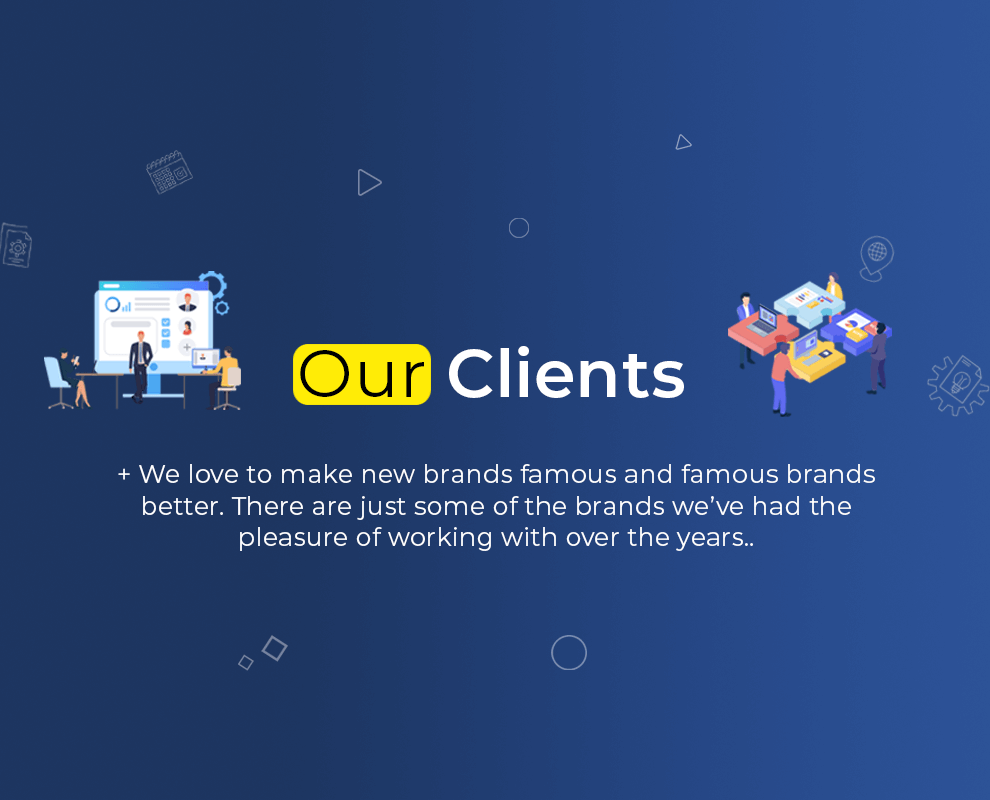 Our Clients
+ We love to make new brands famous and famous brands
better. There are just some of the brands we’ve had the
pleasure of working with over the years..